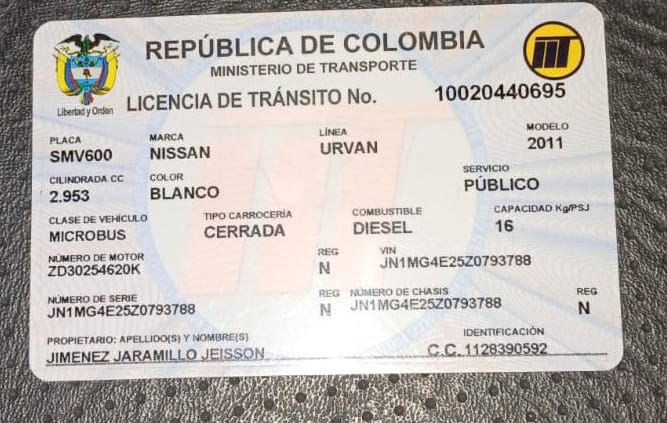 REPÚBLICA DE COLOMBIA
MINISTERIO DE TRANSPORTE
Libertad y Orden
LICENCIA DE TRÁNSITO No. 10020440695
PLACA MARCA LÍNEA MODELO
SMV600 NISSAN URVAN 2011
CILINDRADA CC COLOR SERVICIO
2.953 BLANCO PÚBLICO
CLASE DE VEHÍCULO TIPO CARROCERÍA COMBUSTIBLE CAPACIDAD Kg/PSJ
MICROBUS CERRADA DIESEL 16
NÚMERO DE MOTOR REG VIN
ZD30254620K N JN1MG4E25Z0793788
NÚMERO DE SERIE REG NÚMERO DE CHASIS REG
JN1MG4E25Z0793788 N JN1MG4E25Z0793788 N
PROPIETARIO: APELLIDO(S) Y NOMBRE(S) IDENTIFICACIÓN
JIMENEZ JARAMILLO JEISSON C.C. 1128390592